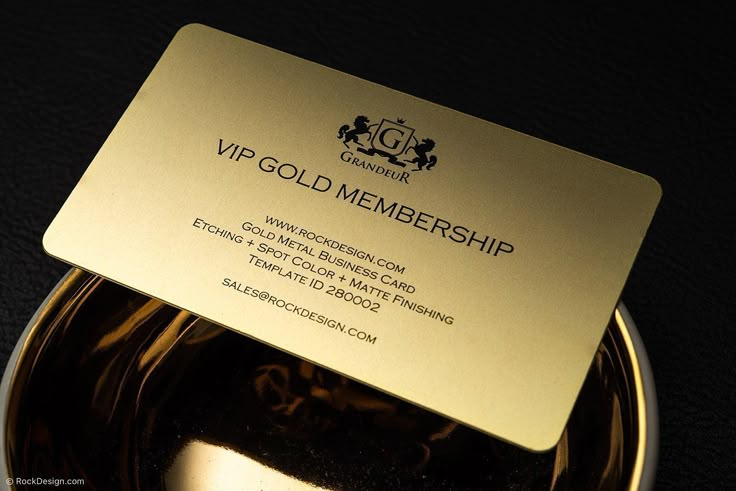 G
GRANDEUR
VIP GOLD MEMBERSHIP
WWW.ROCKDESIGN.COM
GOLD METAL BUSINESS CARD
ETCHING + SPOT COLOR + MATTE FINISHING
TEMPLATE ID 280002
SALES@ROCKDESIGN.COM
© RockDesign.com